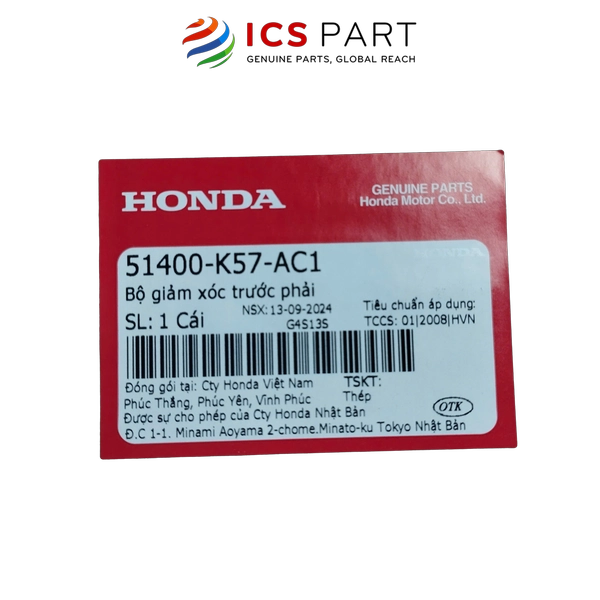 ICS PART
GENUINE PARTS, GLOBAL REACH
HONDA
GENUINE PARTS
Honda Motor Co., Ltd.
51400-K57-AC1
Bộ giảm xóc trước phải
SL: 1 Cái
NSX: 13-09-2024
G4S13S
Tiêu chuẩn áp dụng:
TCCS: 01|2008|HVN
Đóng gói tại: Cty Honda Việt Nam
Phúc Thắng, Phúc Yên, Vĩnh Phúc
TSKT:
Thép
Được sự cho phép của Cty Honda Nhật Bản
Đ.C 1-1. Minami Aoyama 2-chome.Minato-ku Tokyo Nhật Bản
OTK